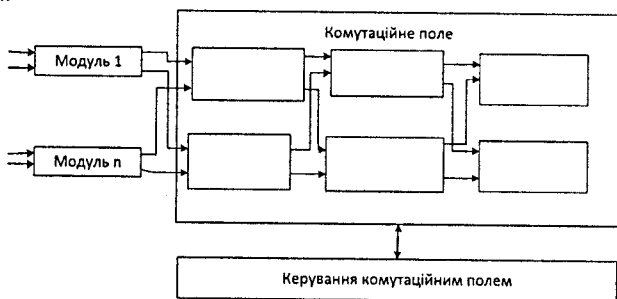 Комутаційне поле
Модуль 1
Модуль n
Керування комутаційним полем